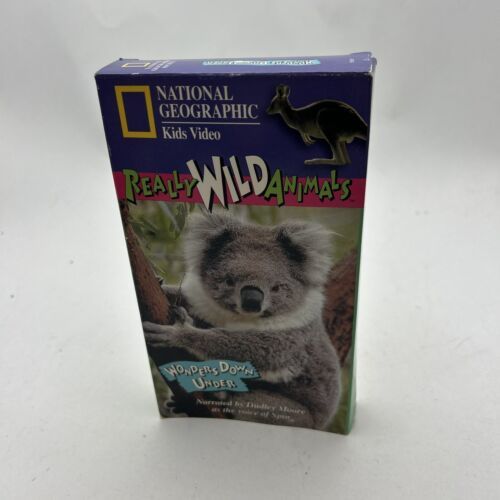 NATIONAL
GEOGRAPHIC
Kids Video
REALLY WILD ANIMALS
WONDERS DOWN
UNDER
Narrated by Dudley Moore
as the voice of Spin